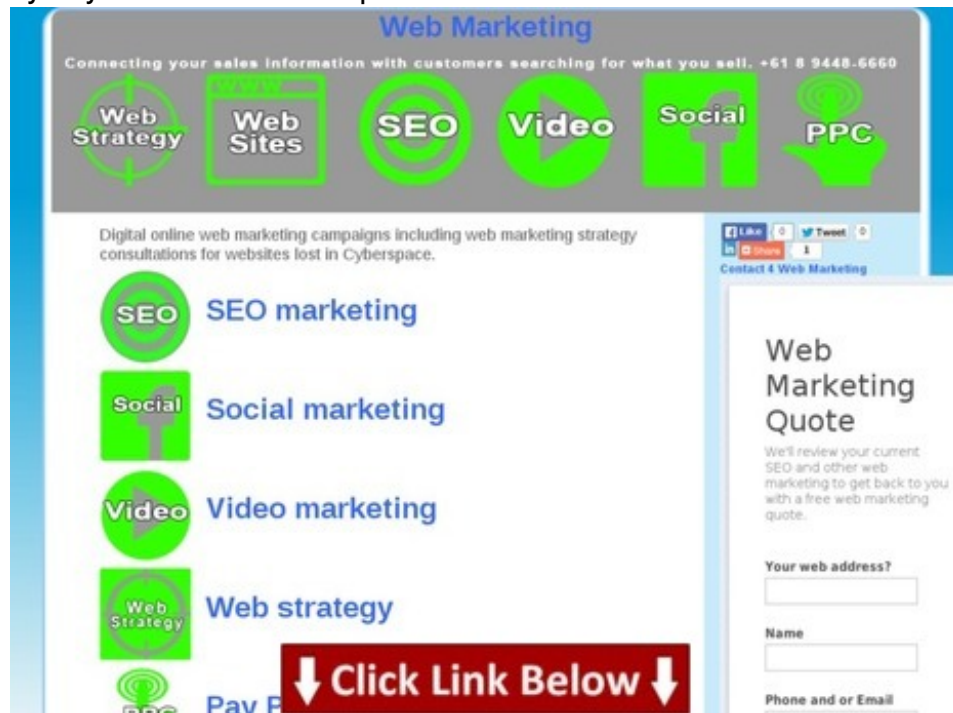 Web Marketing
Connecting your sales information with customers searching for what you sell. +61 8 9448-6660
Web
Strategy
WWW
Web
Sites
SEO
Video
Social
PPC
Digital online web marketing campaigns including web marketing strategy
consultations for websites lost in Cyberspace.
Like 0 Tweet 0
in Share 1
Contact 4 Web Marketing
SEO
SEO marketing
Social
Social marketing
Video
Video marketing
Web
Strategy
Web strategy
Web
Marketing
Quote
We'll review your current
SEO and other web
marketing to get back to you
with a free web marketing
quote.
Your web address?
Name
Phone and or Email
Click Link Below